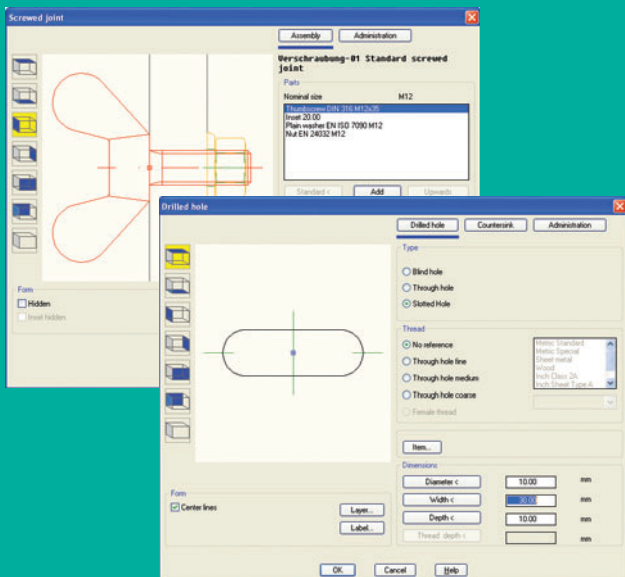 Screwed joint
Assembly
Administration
Verschraubung-01 Standard screwed
joint
Parts
Nominal size M12
Thumbscrew DIN 316 M12x35
Inset 20.00
Plain washer EN ISO 7090 M12
Nut EN 24032 M12
Standard <
Add
Upwards
Form
Hidden
Inset hidden
Drilled hole
Drilled hole
Countersink
Administration
Type
Blind hole
Through hole
Slotted Hole
Thread
No reference
Through hole fine
Through hole medium
Through hole coarse
Female thread
Metric Standard
Metric Special
Sheet metal
Wood
Inch Class 2A
Inch Sheet Type A
Item...
Dimensions
Diameter < 10.00 mm
Width < 30.00 mm
Depth < 10.00 mm
Thread depth < mm
Form
Center lines
Layer...
Label...
OK
Cancel
Help